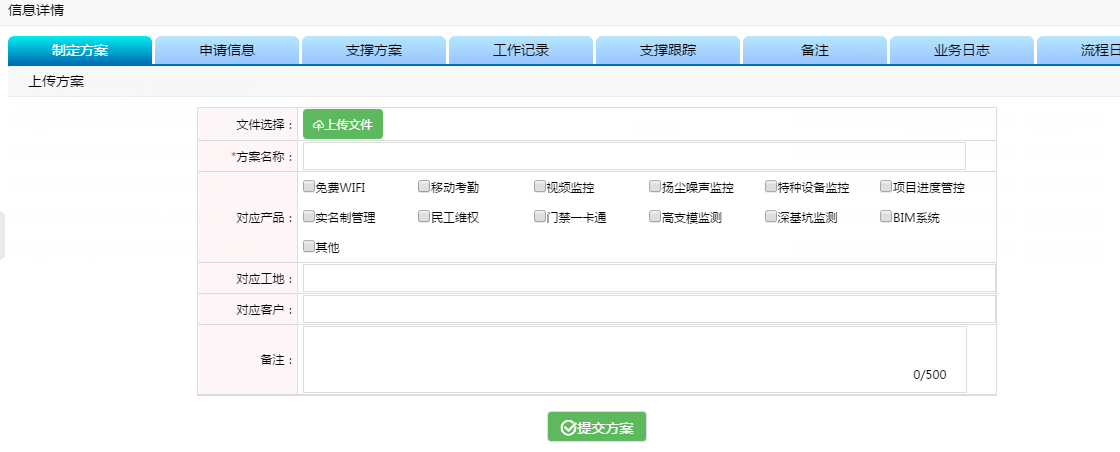 信息详情
制定方案 申请信息 支撑方案 工作记录 支撑跟踪 备注 业务日志 流程日
上传方案
文件选择： 上传文件
*方案名称：
免费WIFI 移动考勤 视频监控 扬尘噪声监控 特种设备监控 项目进度管控
对应产品： 实名制管理 民工维权 门禁一卡通 高支模监测 深基坑监测 BIM系统
其他
对应工地：
对应客户：
备注：
0/500
提交方案